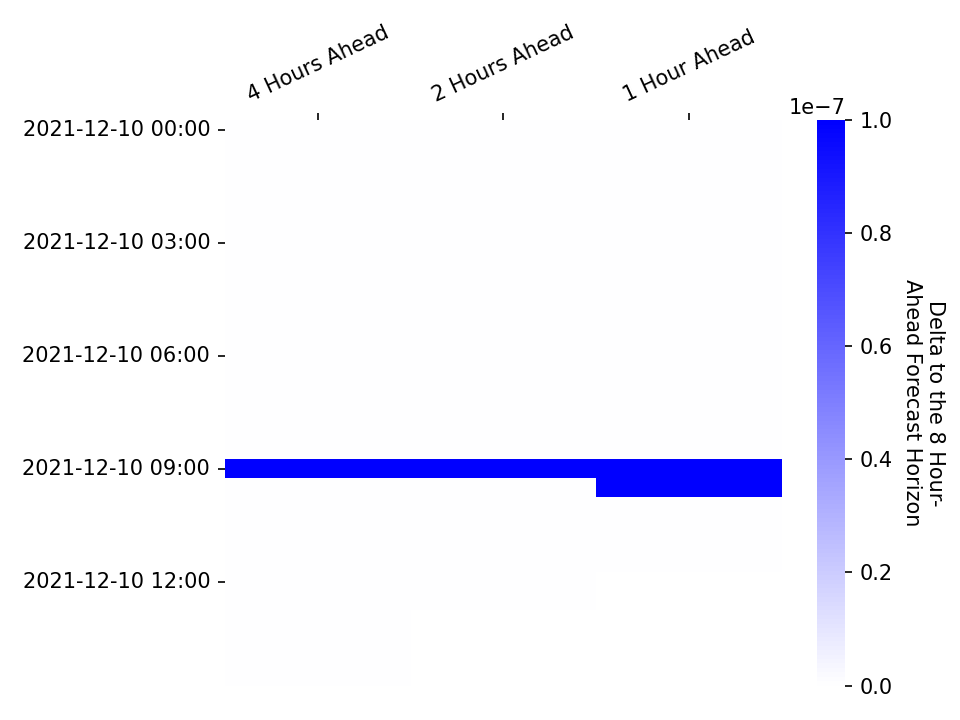 4 Hours Ahead
2 Hours Ahead
1 Hour Ahead
1e−7
2021-12-10 00:00
2021-12-10 03:00
2021-12-10 06:00
2021-12-10 09:00
2021-12-10 12:00
1.0
0.8
0.6
0.4
0.2
0.0
Delta to the 8 Hour-
Ahead Forecast Horizon